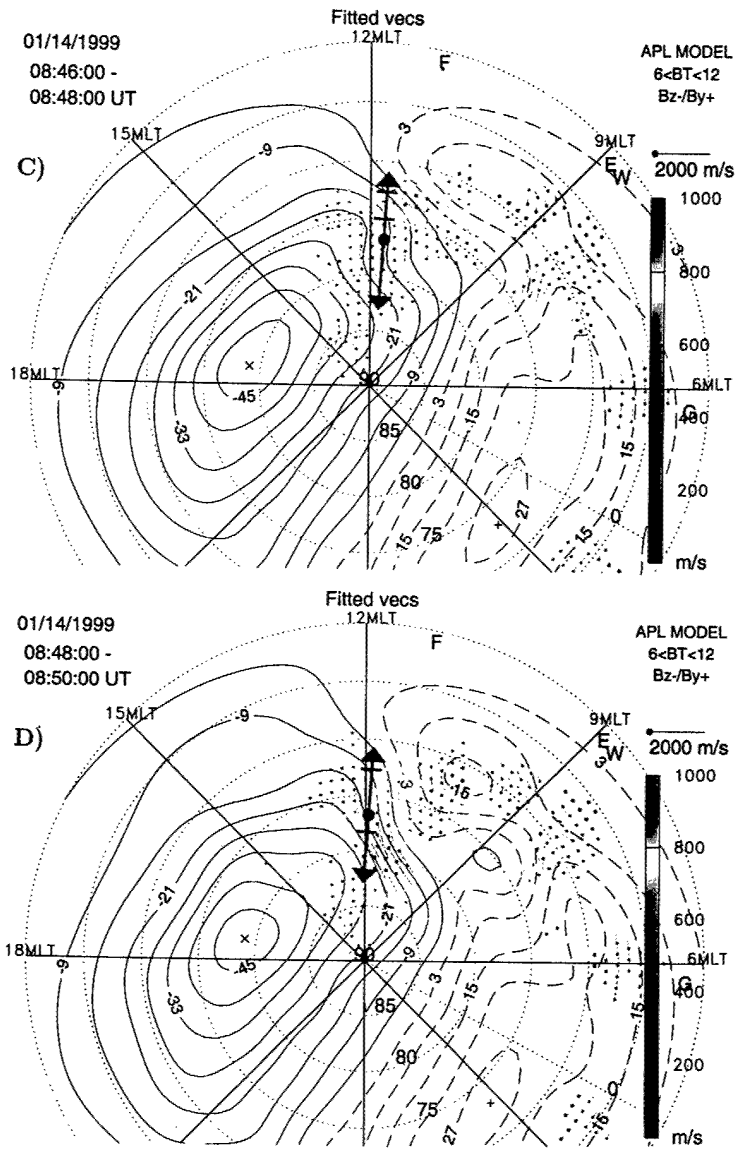 Fitted vecs
12MLT
01/14/1999
08:46:00 -
08:48:00 UT
APL MODEL
6<BT<12
Bz-/By+
F
15MLT
9MLT
3
-9
C)
E
W
2000 m/s
1000
3
-21
800
600
21
18MLT
-9
90
-9
3
15
6MLT
G
400
-45
-33
85
15
80
200
27
0
75
15
15
m/s
Fitted vecs
12MLT
01/14/1999
08:48:00 -
08:50:00 UT
APL MODEL
6<BT<12
Bz-/By+
F
15MLT
9MLT
-9
D)
E
W
3
2000 m/s
1000
3
15
800
-21
-21
600
18MLT
-9
90
-9
3
15
6MLT
G
400
-45
-33
85
15
80
200
0
75
27
15
m/s